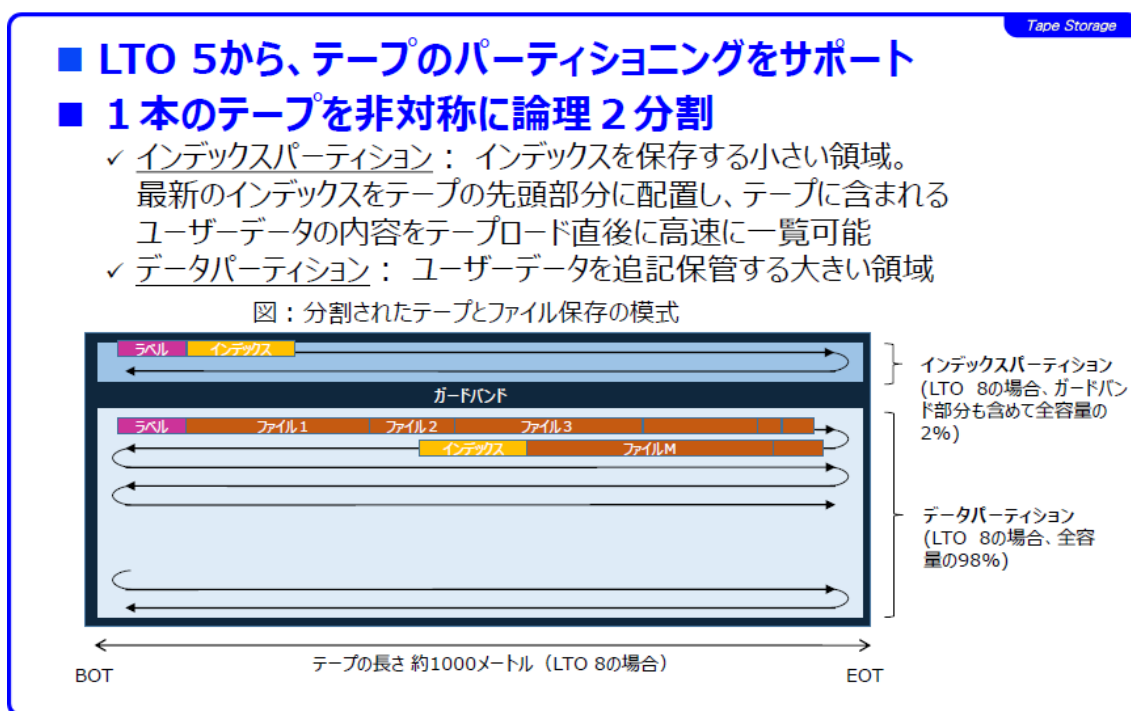 Tape Storage
■ LTO 5から、テープのパーティショニングをサポート
■ １本のテープを非対称に論理２分割
✓ インデックスパーティション： インデックスを保存する小さい領域。
最新のインデックスをテープの先頭部分に配置し、テープに含まれる
ユーザーデータの内容をテープロード直後に高速に一覧可能
✓ データパーティション： ユーザーデータを追記保管する大きい領域
図：分割されたテープとファイル保存の模式
ラベル
インデックス
インデックスパーティション
(LTO 8の場合、ガードバン
ド部分も含めて全容量の
2%)
ガードバンド
ラベル
ファイル１
ファイル２
ファイル３
インデックス
ファイルM
データパーティション
(LTO 8の場合、全容
量の98%)
テープの長さ 約1000メートル（LTO 8の場合）
BOT
EOT